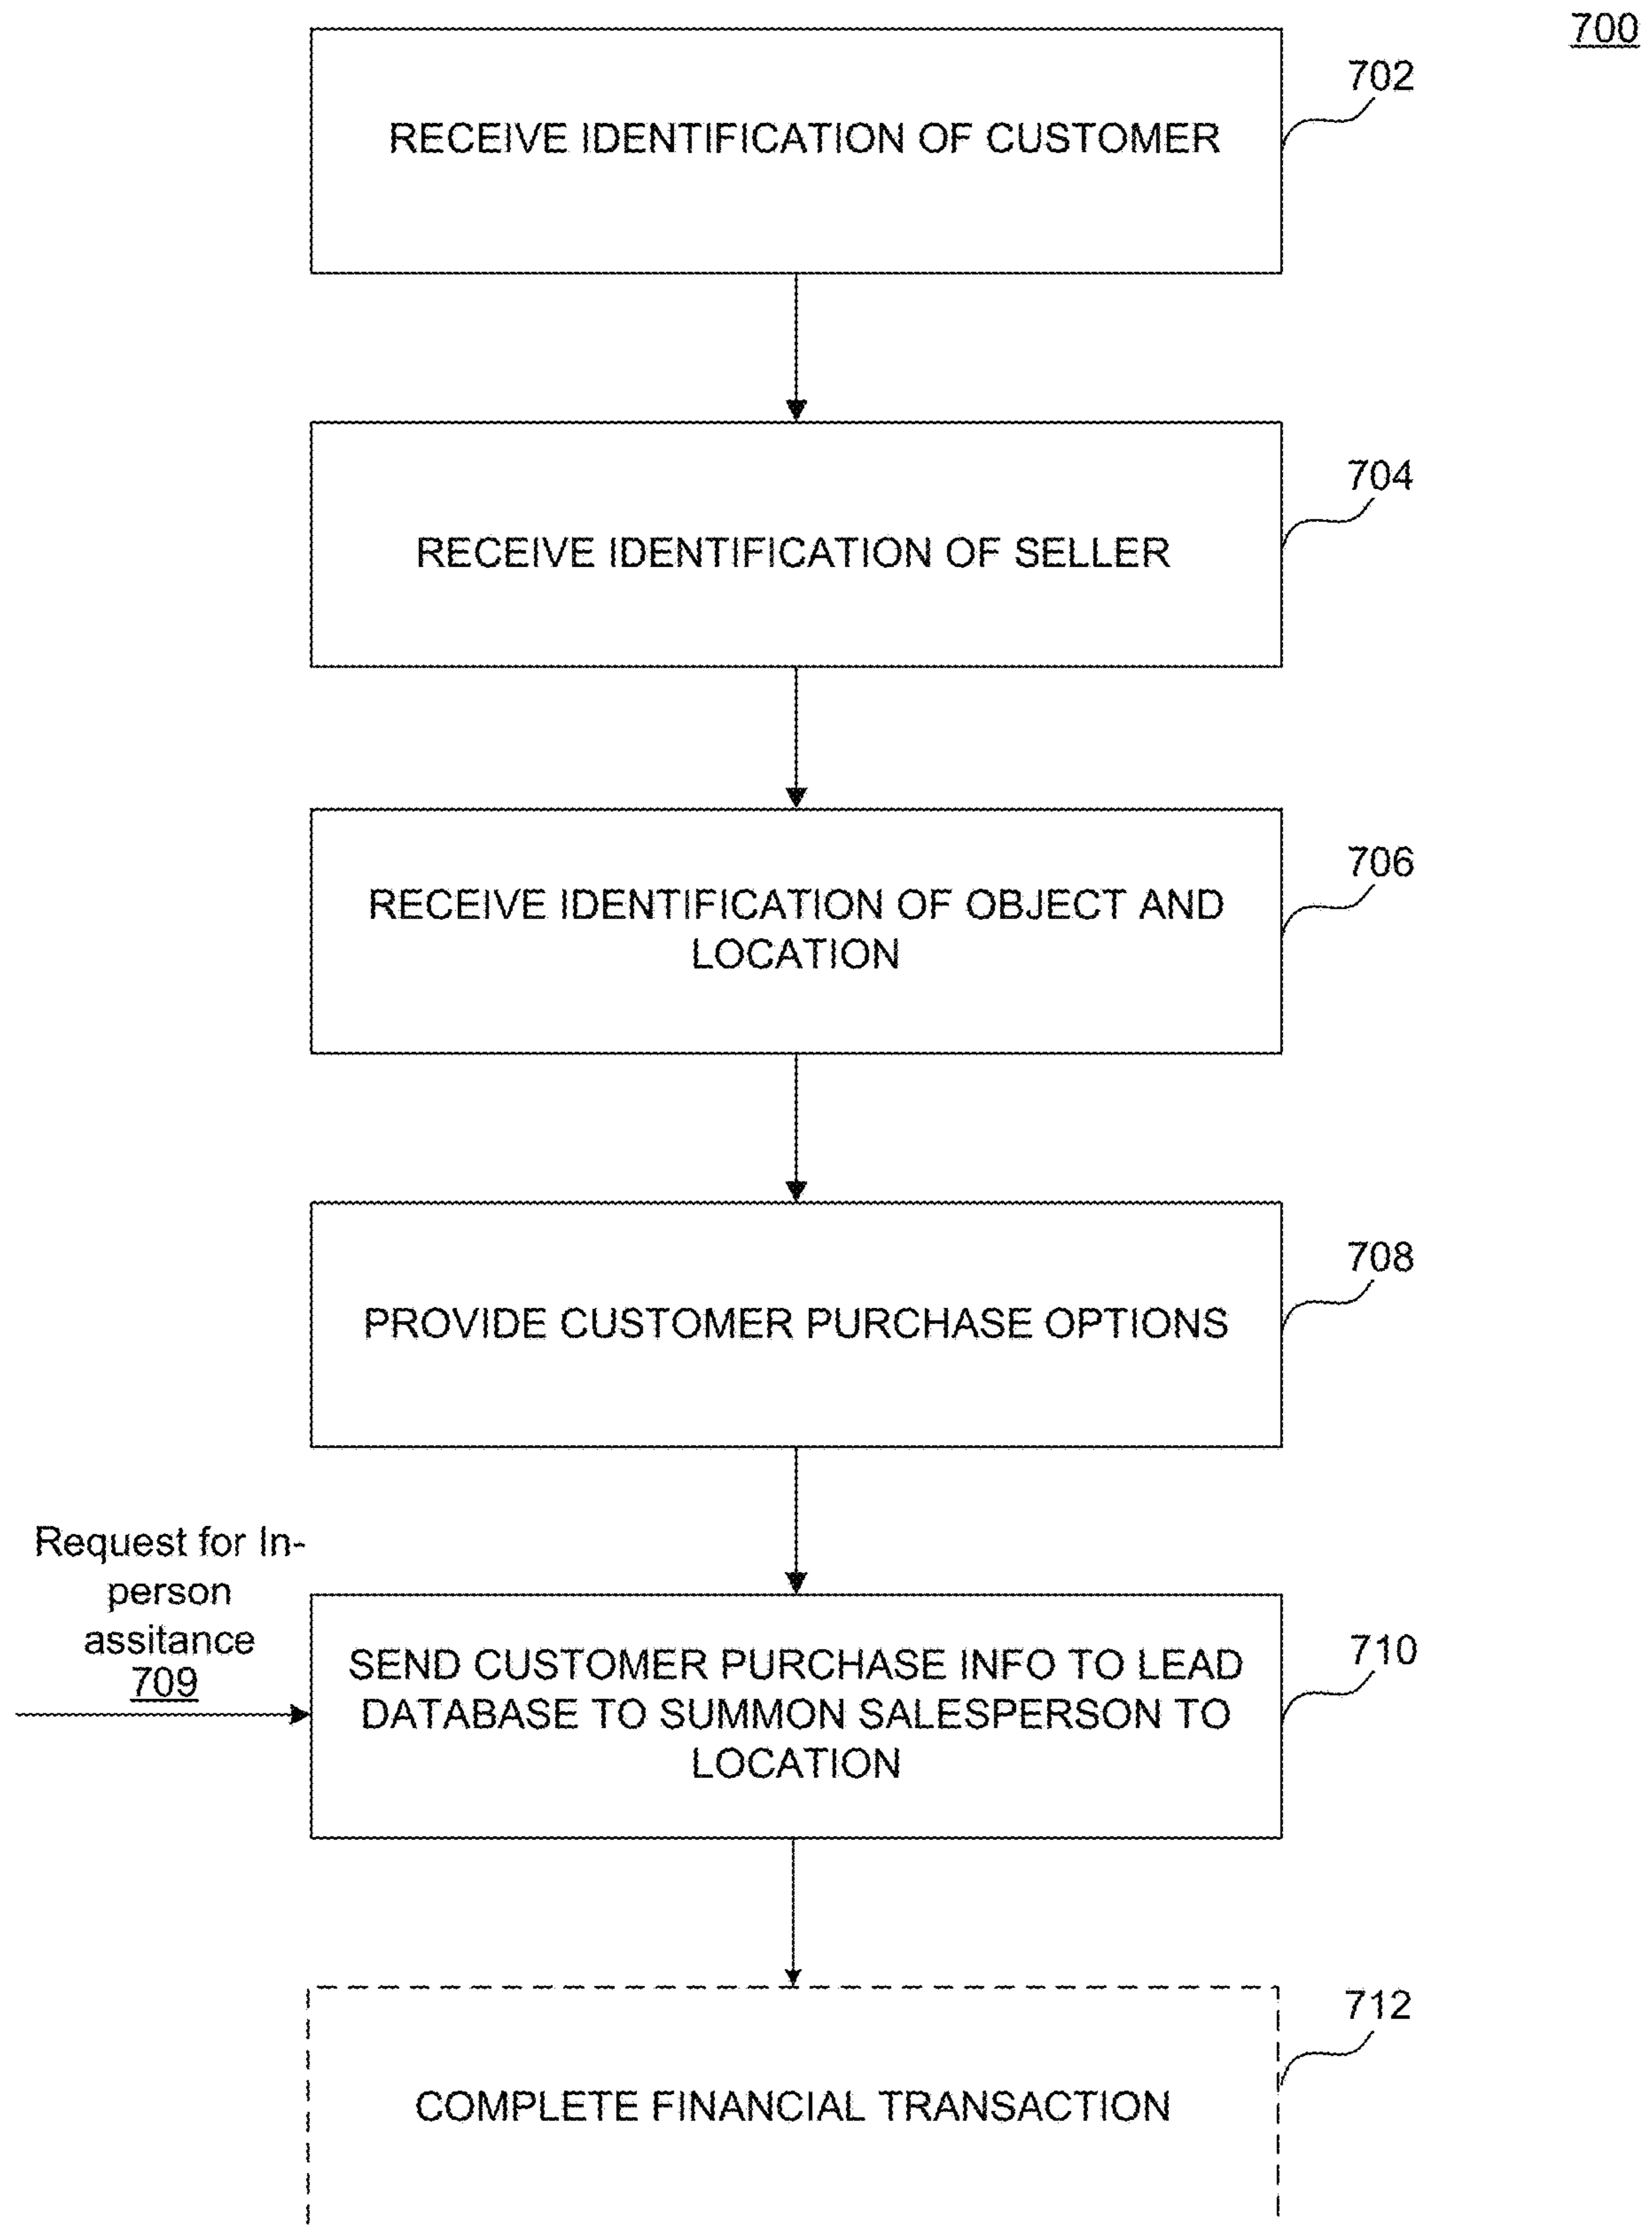 700
702
RECEIVE IDENTIFICATION OF CUSTOMER
704
RECEIVE IDENTIFICATION OF SELLER
706
RECEIVE IDENTIFICATION OF OBJECT AND
LOCATION
708
PROVIDE CUSTOMER PURCHASE OPTIONS
Request for In-
person
assitance
709
710
SEND CUSTOMER PURCHASE INFO TO LEAD
DATABASE TO SUMMON SALESPERSON TO
LOCATION
712
COMPLETE FINANCIAL TRANSACTION